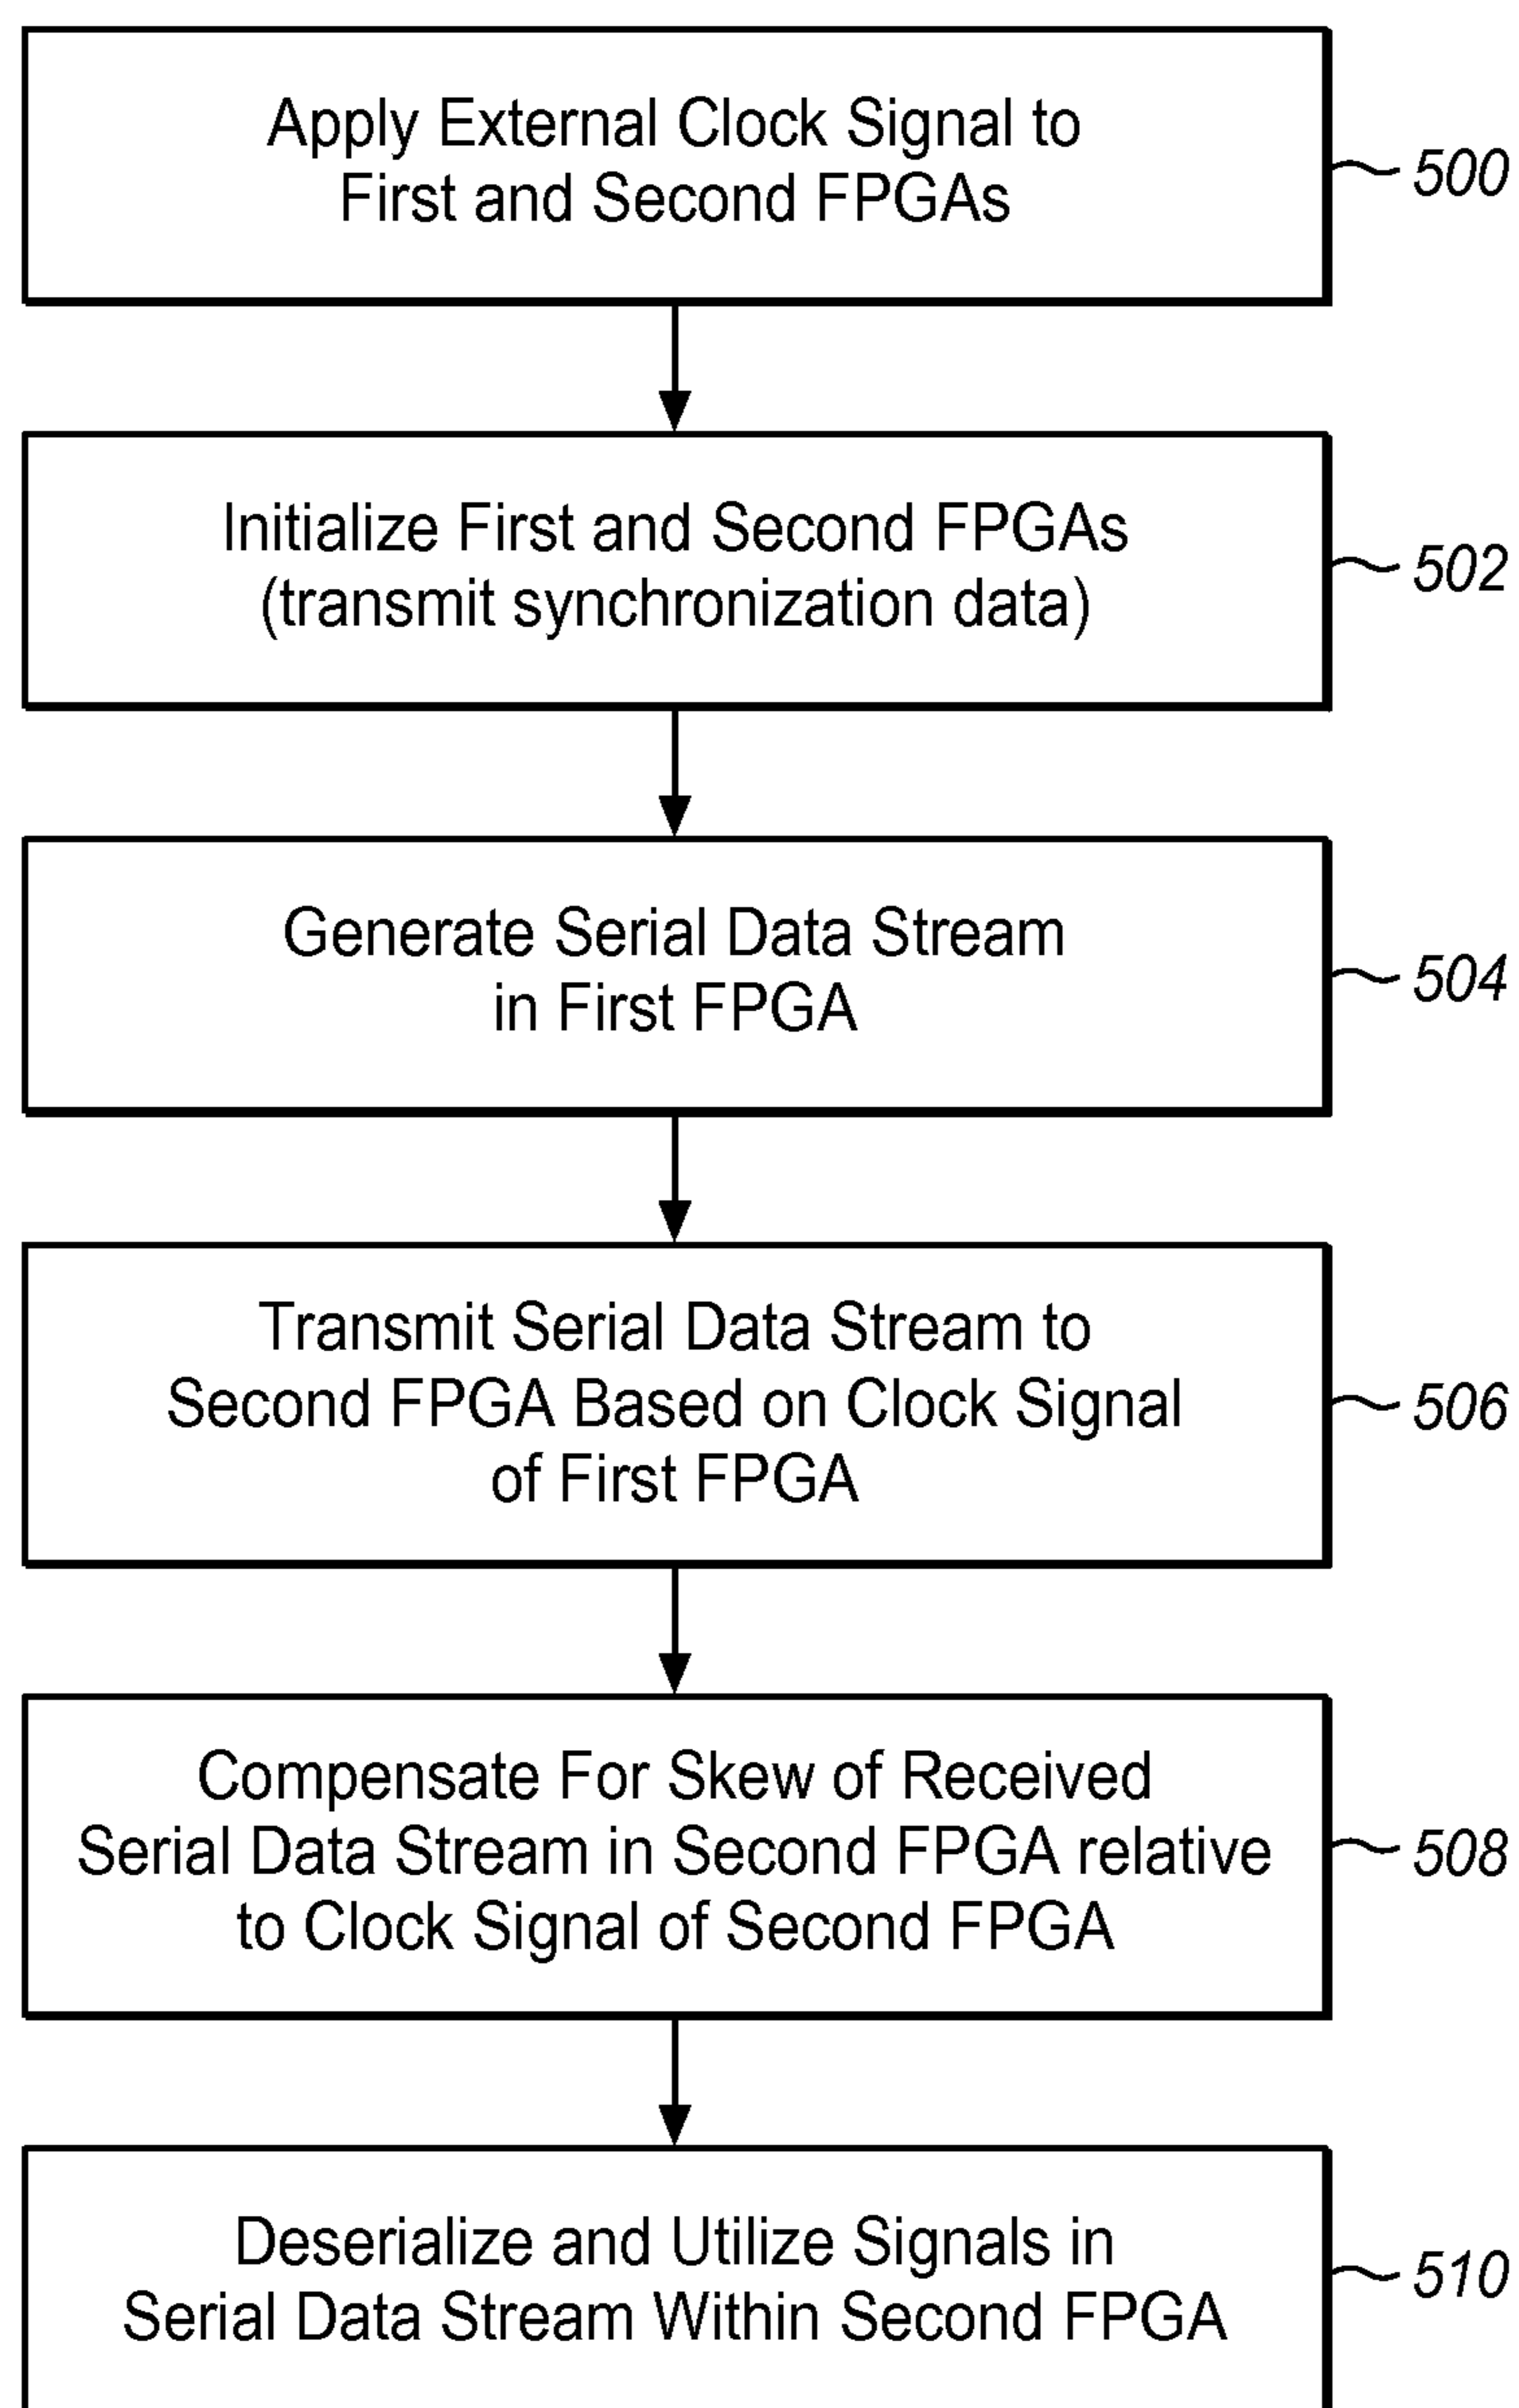 Apply External Clock Signal to
First and Second FPGAs
500
Initialize First and Second FPGAs
(transmit synchronization data)
502
Generate Serial Data Stream
in First FPGA
504
Transmit Serial Data Stream to
Second FPGA Based on Clock Signal
of First FPGA
506
Compensate For Skew of Received
Serial Data Stream in Second FPGA relative
to Clock Signal of Second FPGA
508
Deserialize and Utilize Signals in
Serial Data Stream Within Second FPGA
510